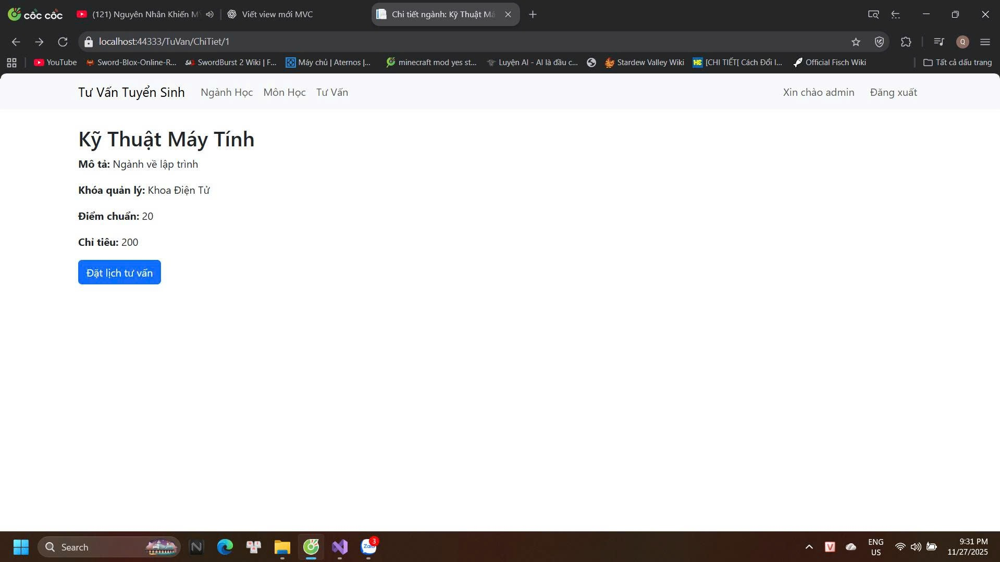 cốc cốc
(121) Nguyên Nhân Khiến M
Viết view mới MVC
Chi tiết ngành: Kỹ Thuật Má
localhost:44333/TuVan/ChiTiet/1
Q
YouTube
Sword-Blox-Online-R...
SwordBurst 2 Wiki | F...
Máy chủ | Aternos |...
minecraft mod yes st...
Luyện AI - AI là đầu c...
Stardew Valley Wiki
HC [CHI TIẾT[ Cách Đổi I...
Official Fisch Wiki
Tất cả dấu trang
Tư Vấn Tuyển Sinh
Ngành Học
Môn Học
Tư Vấn
Xin chào admin
Đăng xuất
Kỹ Thuật Máy Tính
Mô tả: Ngành về lập trình
Khóa quản lý: Khoa Điện Tử
Điểm chuẩn: 20
Chỉ tiêu: 200
Đặt lịch tư vấn
Search
N
Zalo
3
V
ENG
US
9:31 PM
11/27/2025